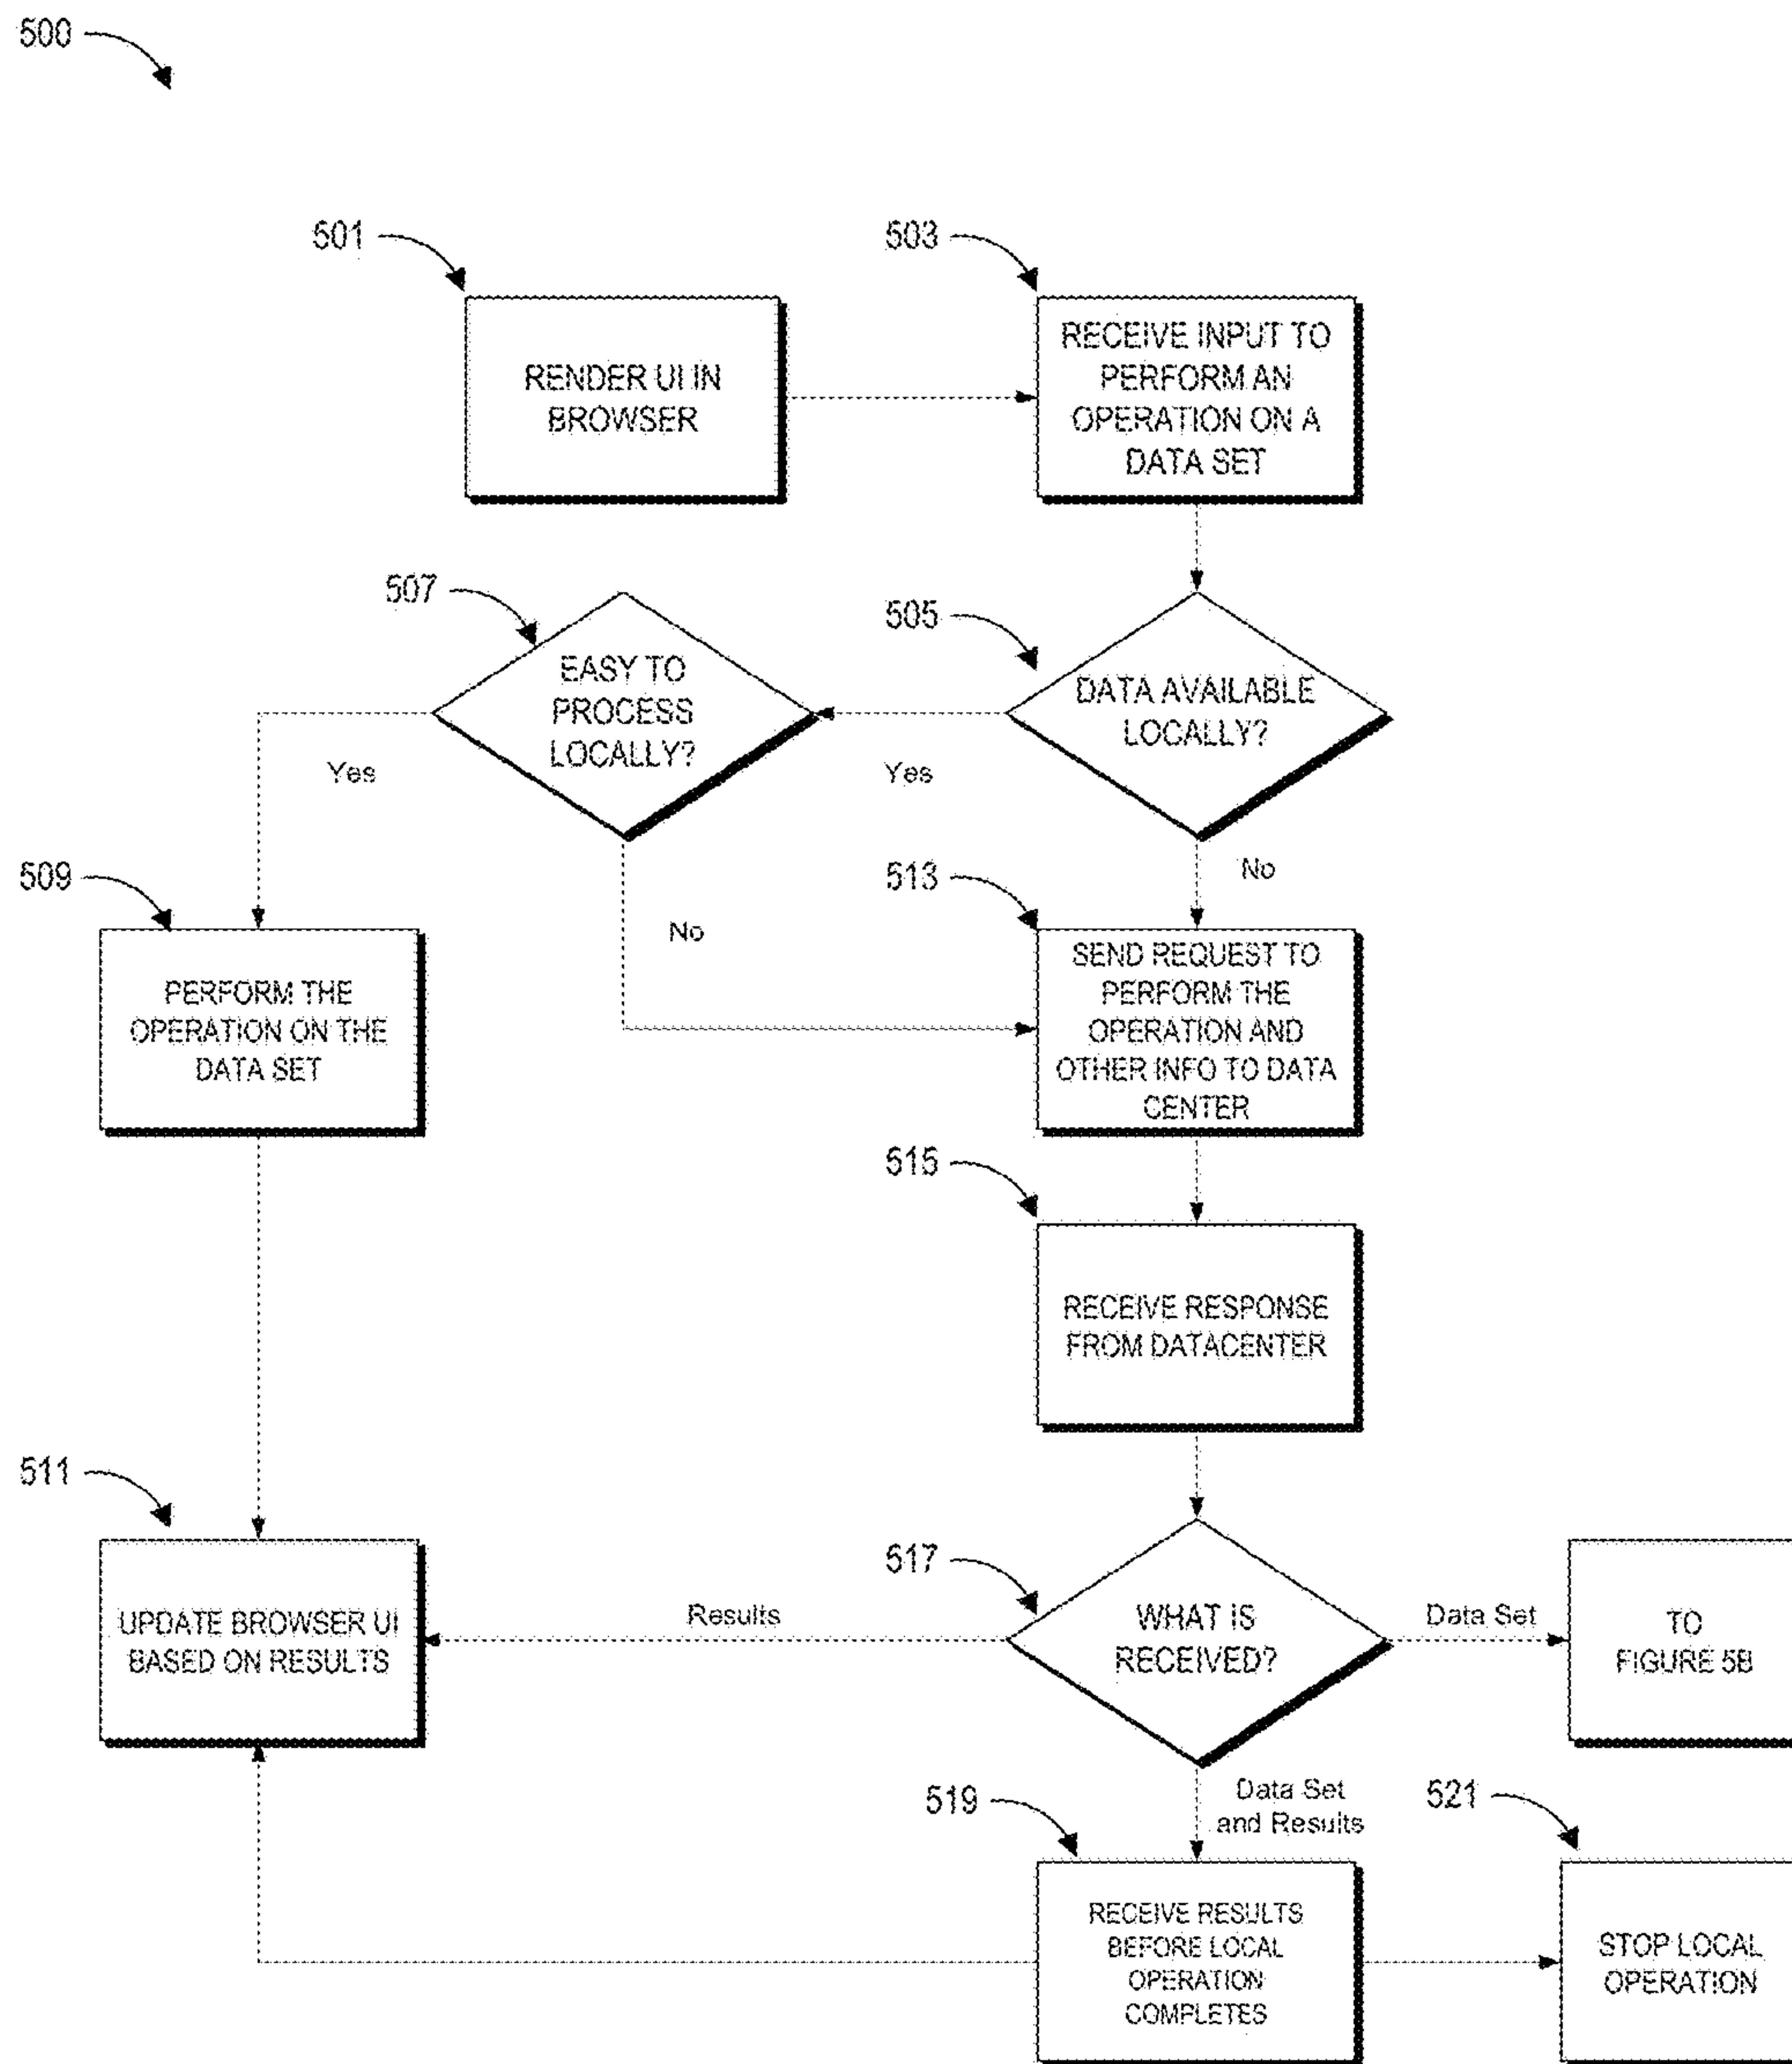 500
501
503
RENDER UI IN
BROWSER
RECEIVE INPUT TO
PERFORM AN
OPERATION ON A
DATA SET
507
505
EASY TO
PROCESS
LOCALLY?
DATA AVAILABLE
LOCALLY?
Yes
Yes
509
513
No
No
PERFORM THE
OPERATION ON THE
DATA SET
SEND REQUEST TO
PERFORM THE
OPERATION AND
OTHER INFO TO DATA
CENTER
515
RECEIVE RESPONSE
FROM DATACENTER
511
517
UPDATE BROWSER UI
BASED ON RESULTS
Results
WHAT IS
RECEIVED?
Data Set
TO
FIGURE 5B
519
Data Set
and Results
521
RECEIVE RESULTS
BEFORE LOCAL
OPERATION
COMPLETES
STOP LOCAL
OPERATION